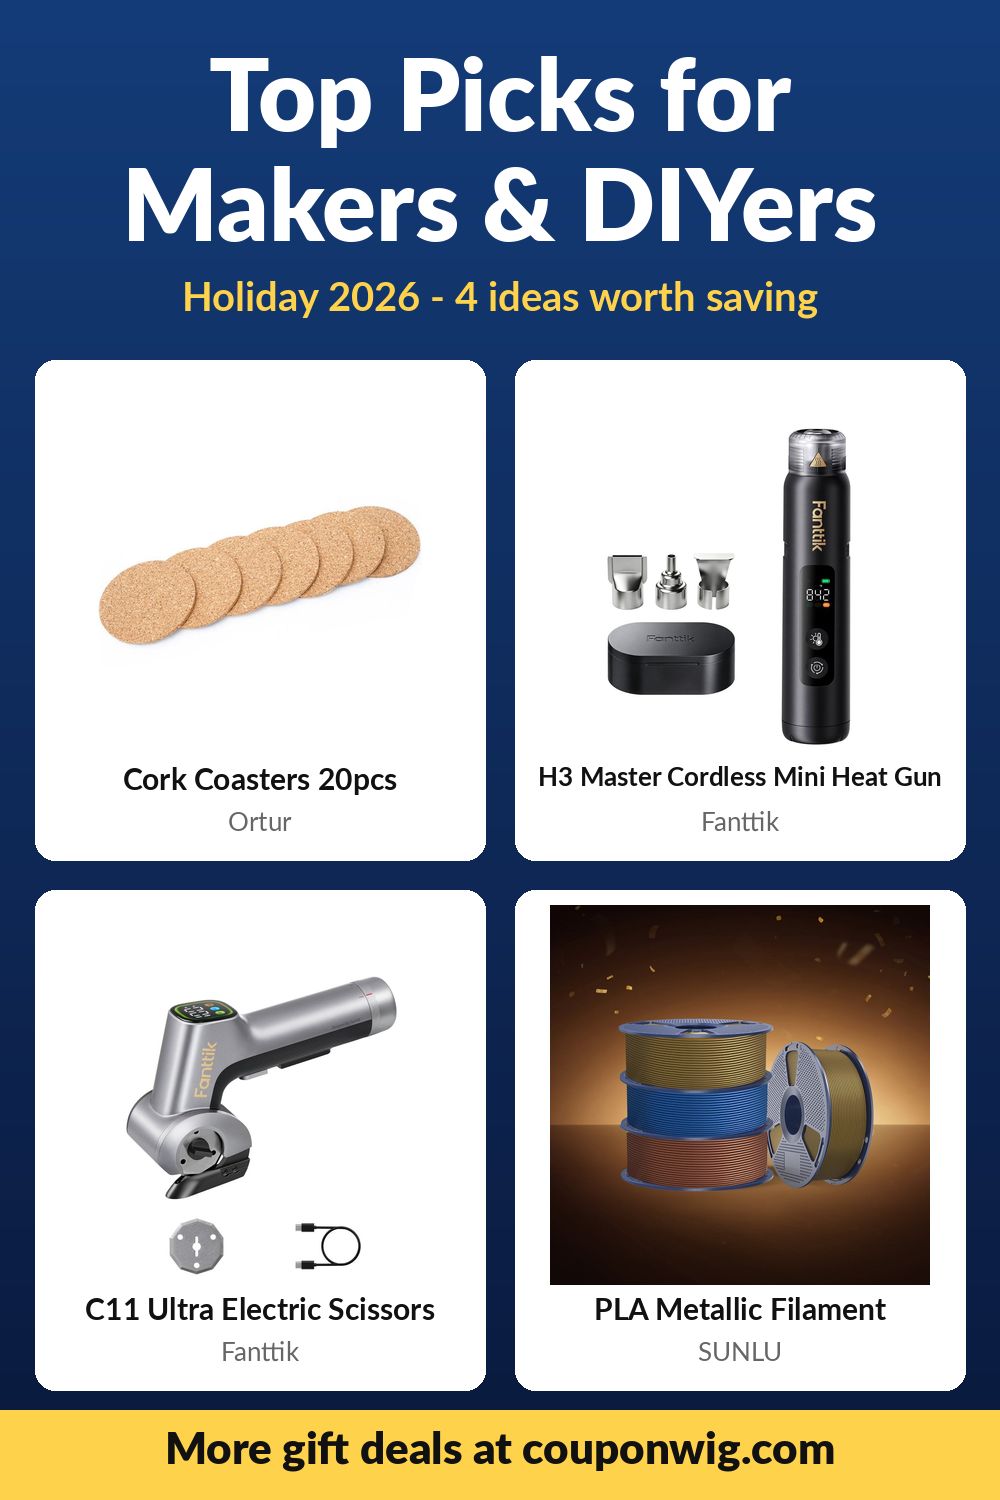 Top Picks for
Makers & DIYers
Holiday 2026 - 4 ideas worth saving
Fanttik
842
Fanttik
Cork Coasters 20pcs
Ortur
H3 Master Cordless Mini Heat Gun
Fanttik
Fanttik
C11 Ultra Electric Scissors
Fanttik
PLA Metallic Filament
SUNLU
More gift deals at couponwig.com